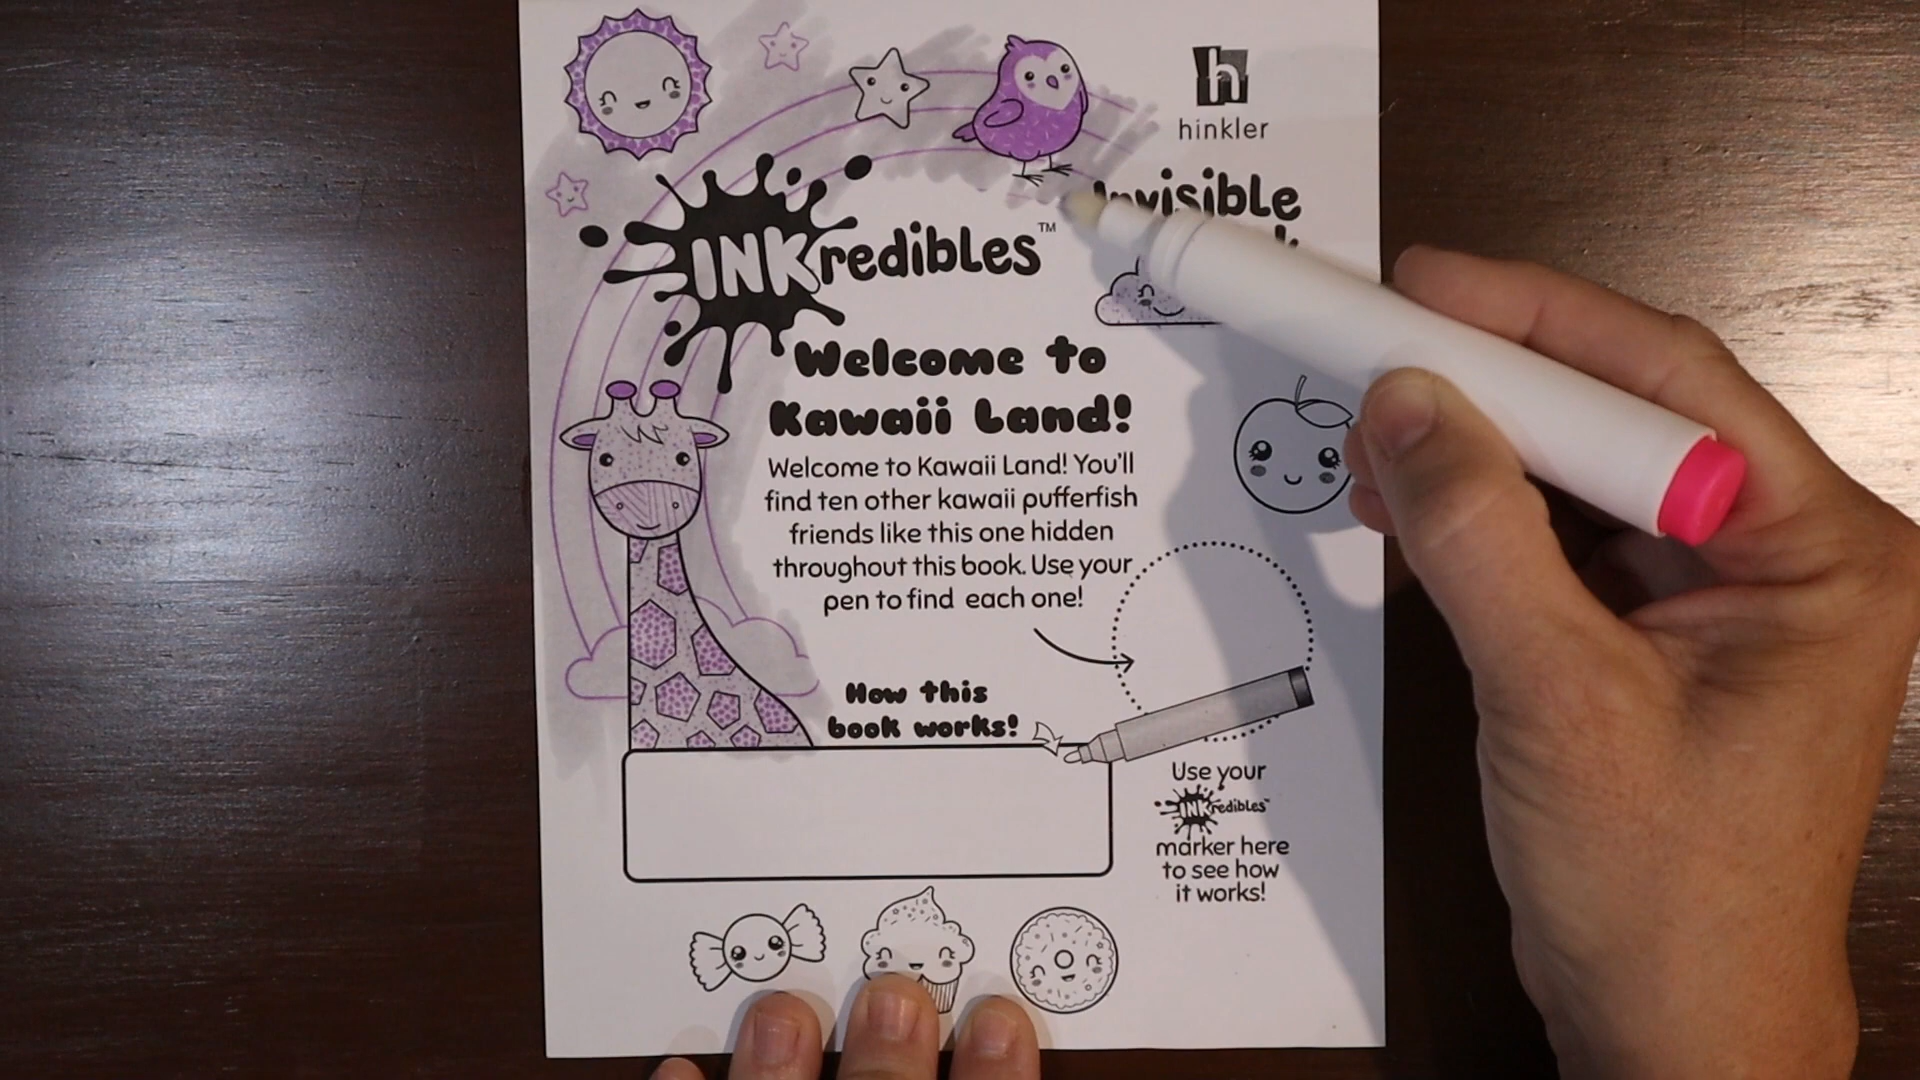 h
hinkler
Invisible
INKredibles™
Welcome to
Kawaii Land!
Welcome to Kawaii Land! You'll
find ten other kawaii pufferfish
friends like this one hidden
throughout this book. Use your
pen to find each one!
How this
book works!
Use your
INKredibles™
marker here
to see how
it works!